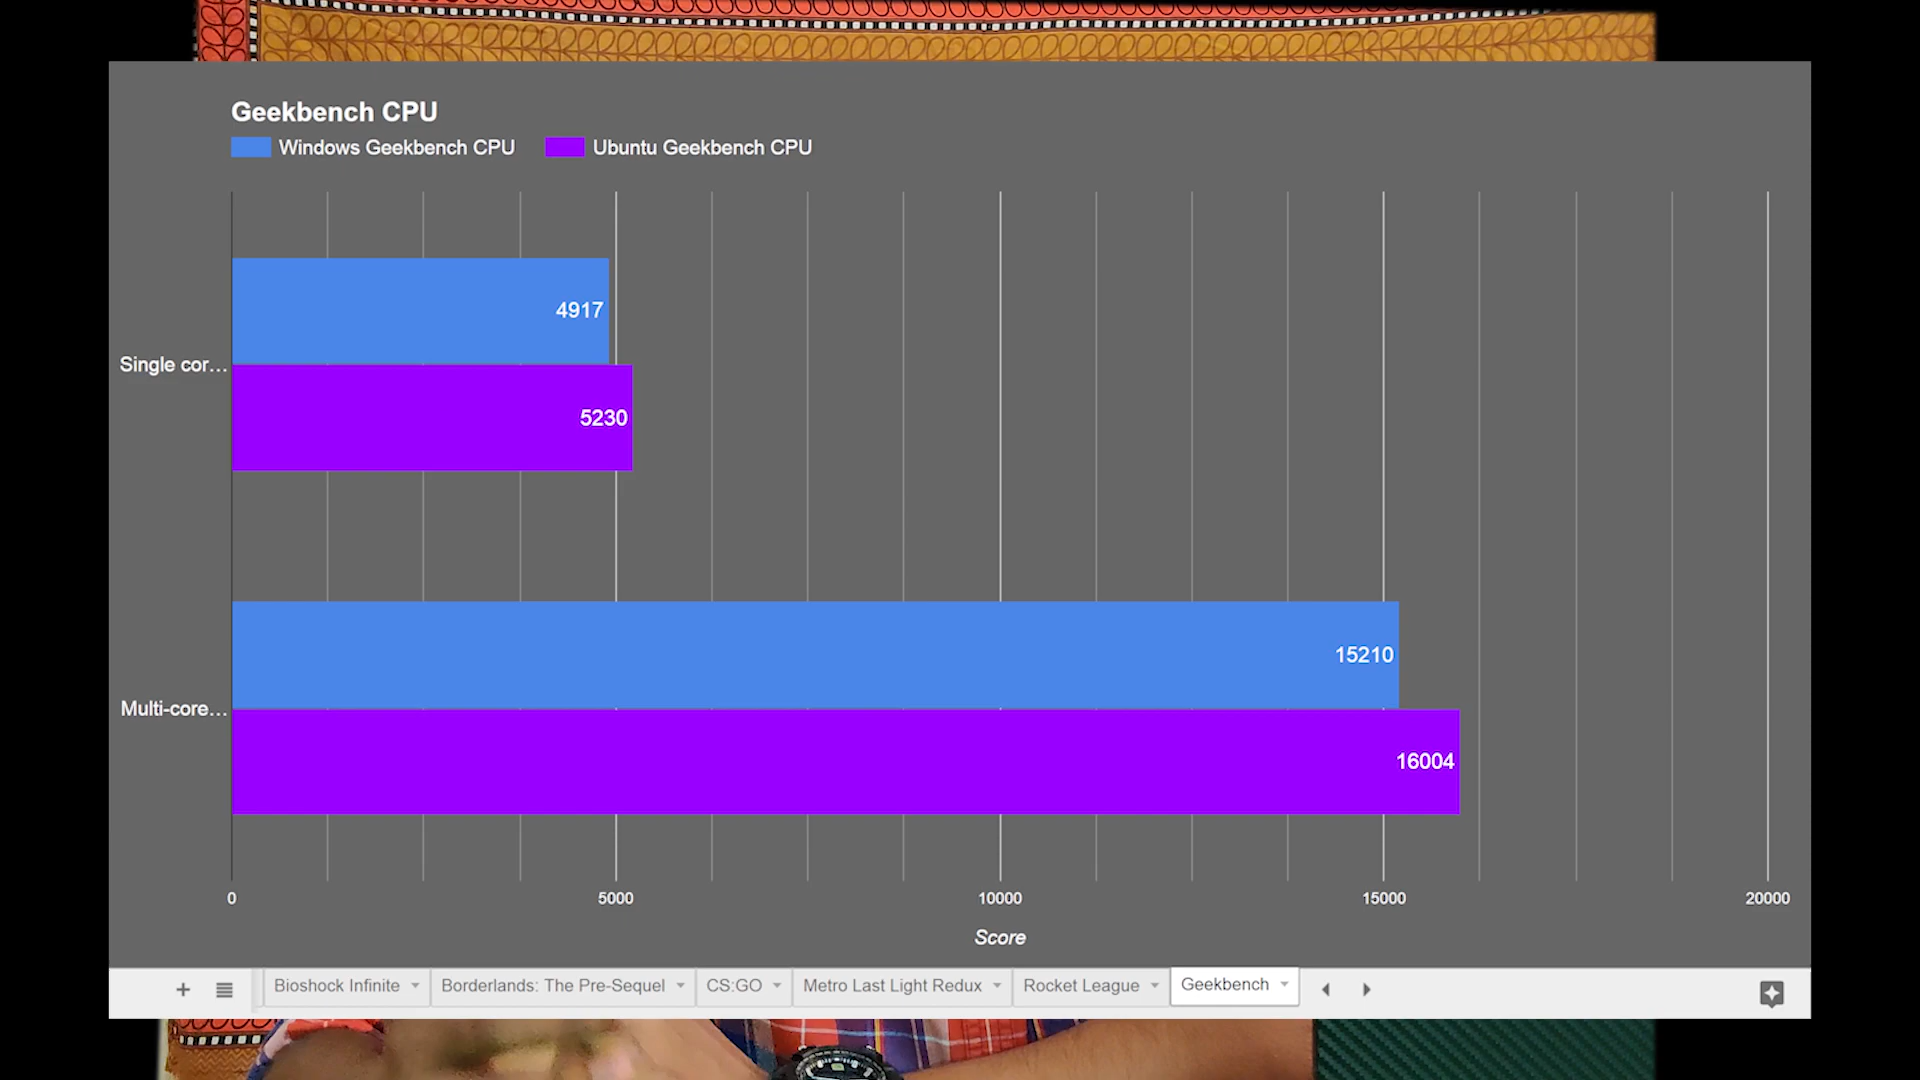 Geekbench CPU
Windows Geekbench CPU Ubuntu Geekbench CPU
4917
Single cor...
5230
15210
Multi-core...
16004
0 5000 10000 15000 20000
Score
+ Bioshock Infinite Borderlands: The Pre-Sequel CS:GO Metro Last Light Redux Rocket League Geekbench